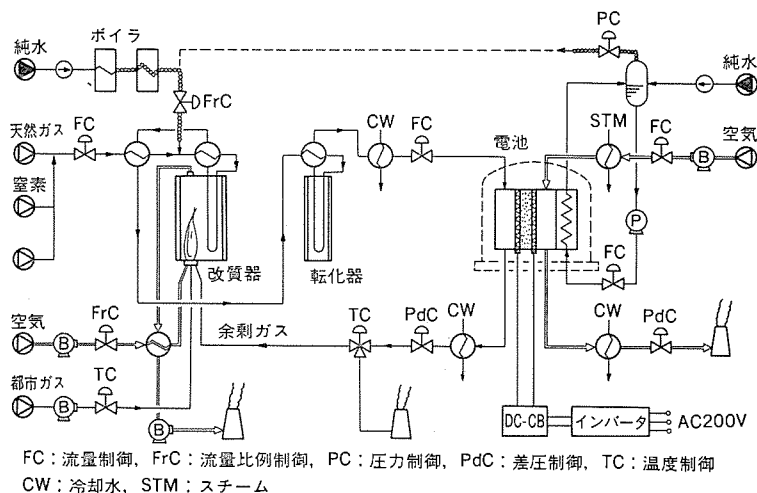 PC
純水
ボイラ
純水
FrC
天然ガス
FC
CW
FC
電池
STM
FC
空気
B
窒素
P
FC
改質器
転化器
空気
FrC
B
余剰ガス
TC
PdC
CW
CW
PdC
都市ガス
TC
B
B
DC-CB
インバータ
AC200V
FC：流量制御，FrC：流量比例制御，PC：圧力制御，PdC：差圧制御，TC：温度制御
CW：冷却水，STM：スチーム